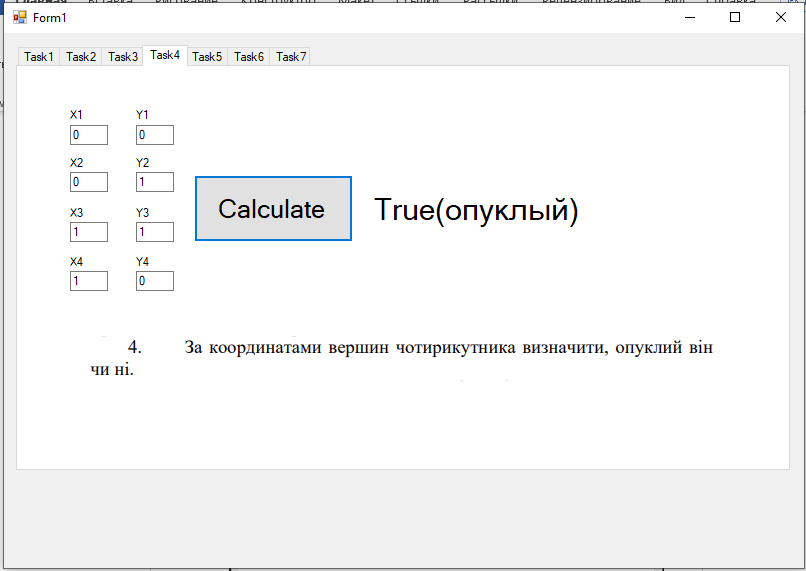 Form1
Task1 Task2 Task3 Task4 Task5 Task6 Task7
X1 Y1
0 0
X2 Y2
0 1
Calculate True(опуклый)
X3 Y3
1 1
X4 Y4
1 0
4. За координатами вершин чотирикутника визначити, опуклий він
чи ні.